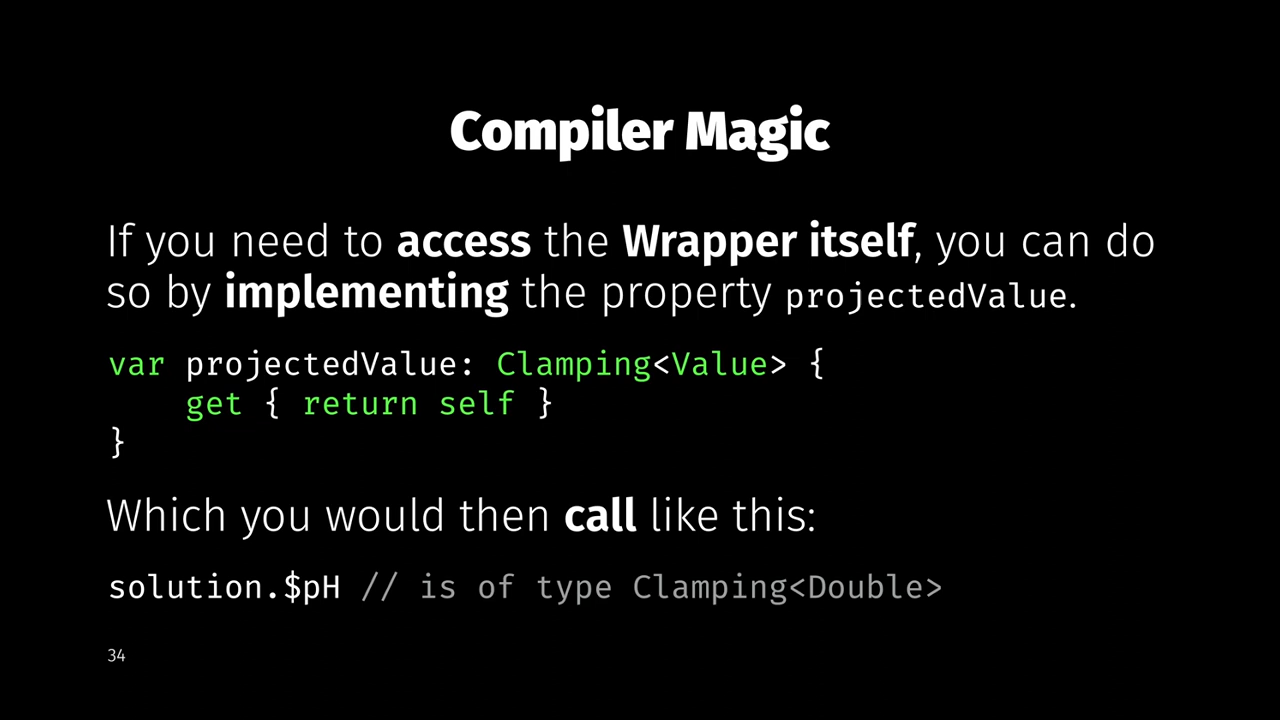 Compiler Magic
If you need to access the Wrapper itself, you can do
so by implementing the property projectedValue.
var projectedValue: Clamping<Value> {
    get { return self }
}
Which you would then call like this:
solution.$pH // is of type Clamping<Double>
34